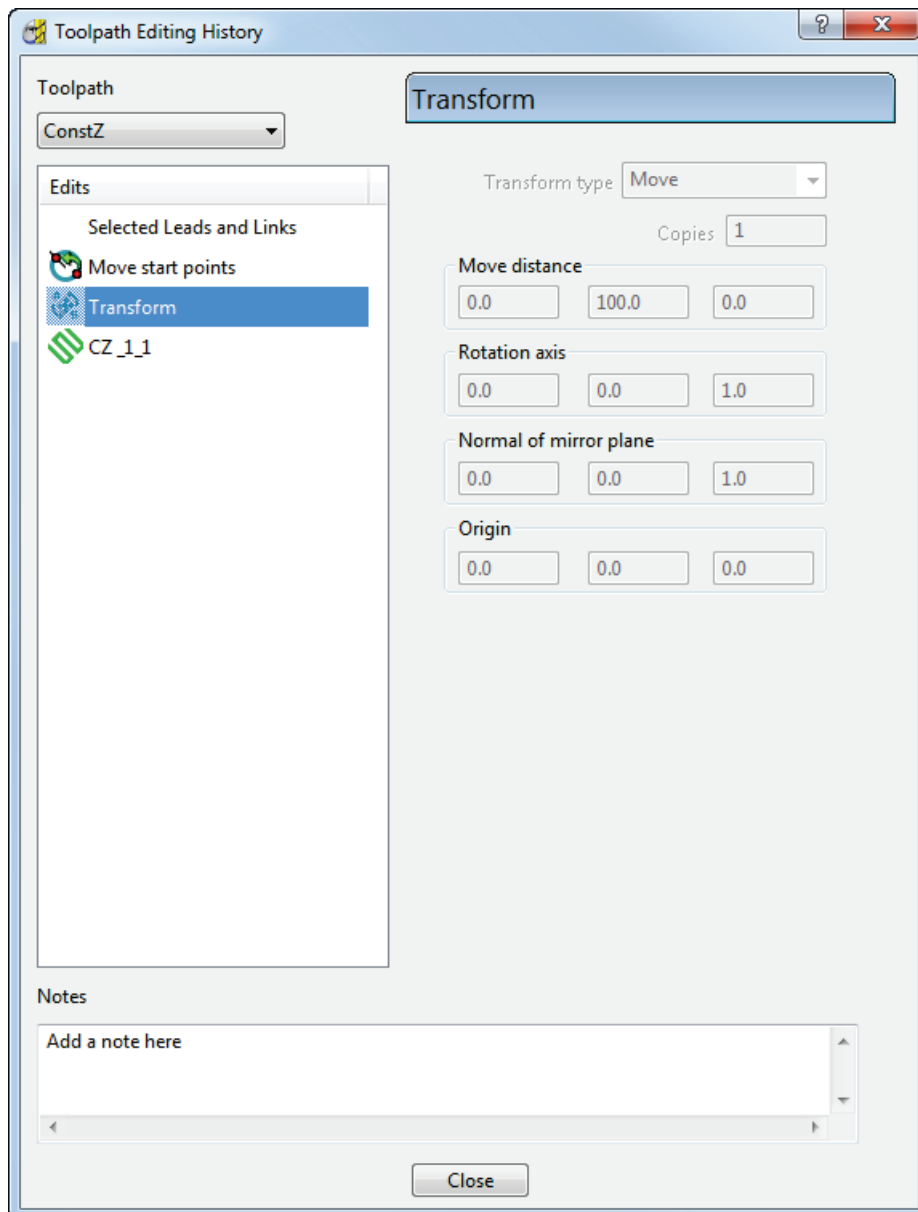 Toolpath Editing History
Toolpath
ConstZ
Edits
Selected Leads and Links
Move start points
Transform
CZ _1_1
Transform
Transform type Move
Copies 1
Move distance
0.0 100.0 0.0
Rotation axis
0.0 0.0 1.0
Normal of mirror plane
0.0 0.0 1.0
Origin
0.0 0.0 0.0
Notes
Add a note here
Close